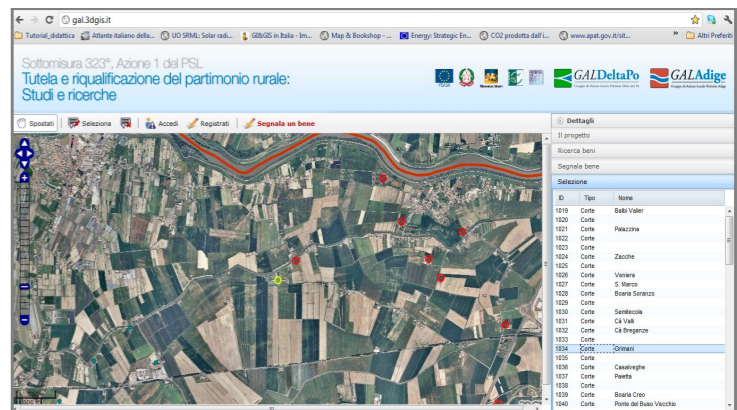 gal.3dgis.it
Tutorial_didattica Atlante italiano della... UO SRML: Solar radi... GI&GIS in Italia - Im... Map & Bookshop - ... Energy: Strategic En... CO2 prodotta dall'i... www.apat.gov.it/sit... » Altri Preferiti
Sottomisura 323°, Azione 1 del PSL
Tutela e riqualificazione del partimonio rurale:
Studi e ricerche
GALDeltaPo GALAdige
Spostati Seleziona Accedi Registrati Segnala un bene
Dettagli
Il progetto
Ricerca beni
Segnala bene
Selezione
ID Tipo Nome
1019 Corte Balbi Valier
1020 Corte
1021 Corte Palazzina
1022 Corte
1023 Corte
1024 Corte Zacche
1025 Corte
1026 Corte Veniera
1027 Corte S. Marco
1028 Corte Boaria Soranzo
1029 Corte
1030 Corte Semitecola
1031 Corte Cà Valli
1032 Corte Cà Breganze
1033 Corte
1034 Corte Grimani
1035 Corte
1036 Corte Casalveghe
1037 Corte Paletta
1038 Corte
1039 Corte Boaria Creo
1040 Corte Ponte del Buso Vecchio